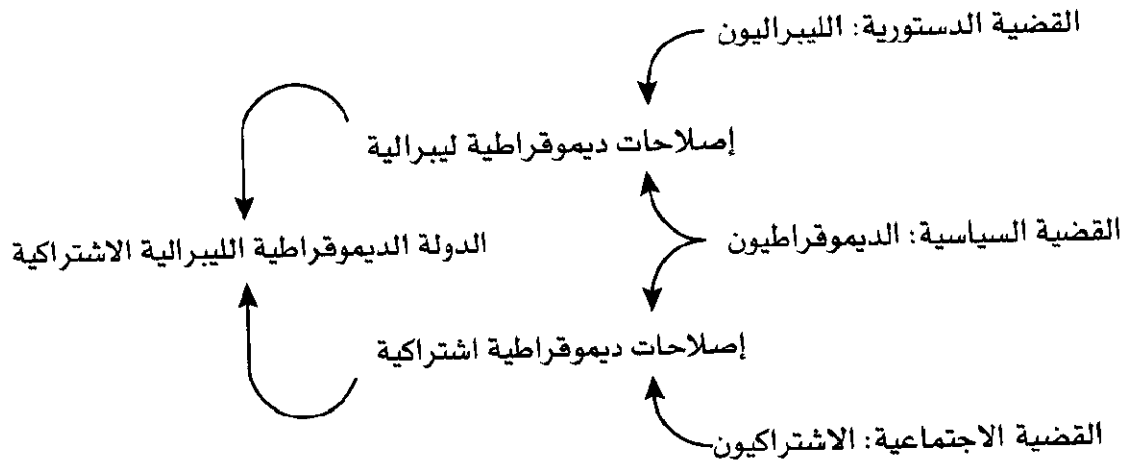 القضية الدستورية: الليبراليون
إصلاحات ديموقراطية ليبرالية
القضية السياسية: الديموقراطيون
الدولة الديموقراطية الليبرالية الاشتراكية
إصلاحات ديموقراطية اشتراكية
القضية الاجتماعية: الاشتراكيون